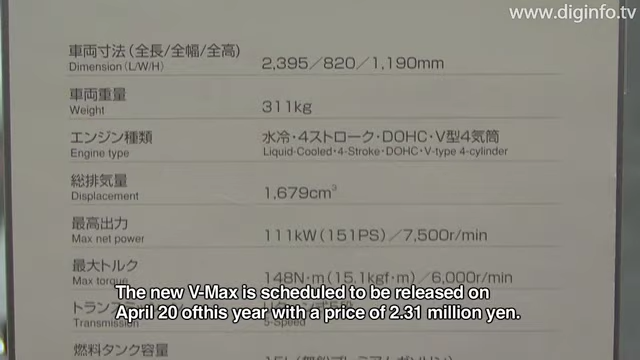 www.diginfo.tv
車両寸法(全長/全幅/全高)
Dimension(L/W/H)
2,395/820/1,190mm
車両重量
Weight
311kg
エンジン種類
Engine type
水冷・4ストローク・DOHC・V型4気筒
Liquid-Cooled・4-Stroke・DOHC・V-type 4-cylinder
総排気量
Displacement
1,679cm³
最高出力
Max net power
111kW(151PS)/7,500r/min
最大トルク
Max torque
148N・m(15.1kgf・m)/6,000r/min
The new V-Max is scheduled to be released on
April 20 ofthis year with a price of 2.31 million yen.
Transmission
5-Speed
燃料タンク容量